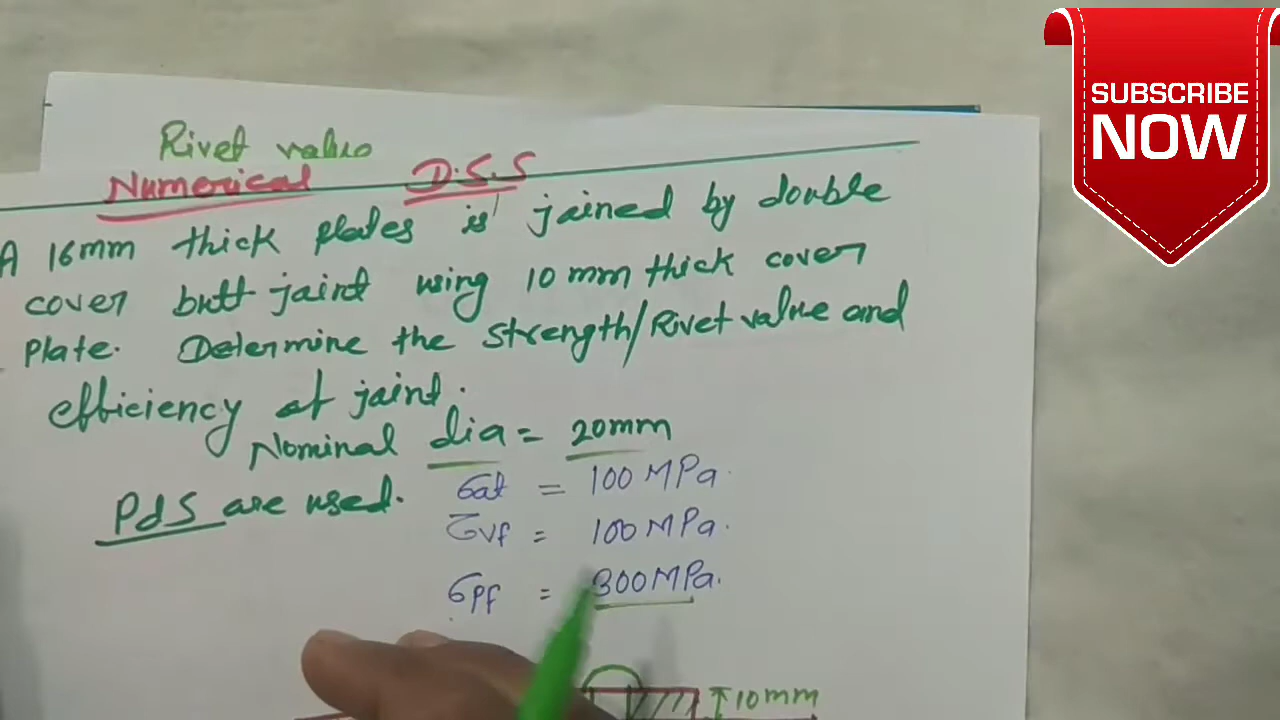 SUBSCRIBE
NOW
Rivet value
Numerical D.S.S
A 16mm thick plates is jained by double
cover butt jaint using 10 mm thick cover
Plate. Determine the strength/Rivet value and
efficiency of jaint.
Nominal dia = 20mm
Pds are used.
σat = 100 MPa.
τvf = 100 MPa.
σpf = 300 MPa.
10mm